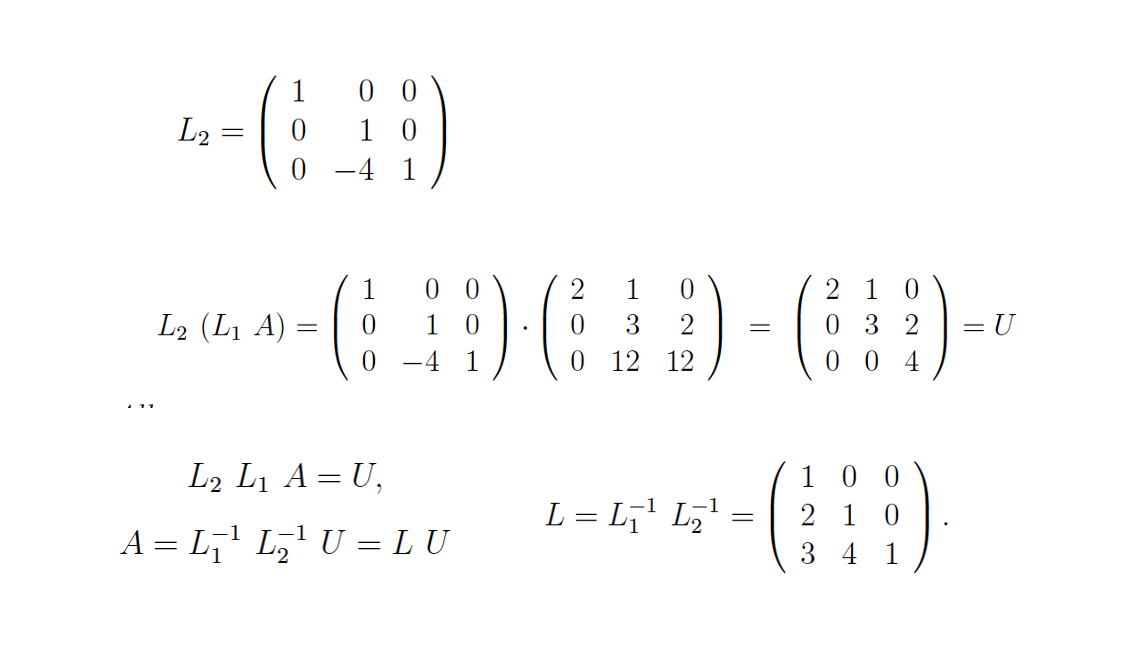 L₂ = ( 1 0 0
0 1 0
0 −4 1 )
L₂ (L₁ A) = ( 1 0 0
0 1 0
0 −4 1 ) · ( 2 1 0
0 3 2
0 12 12 ) = ( 2 1 0
0 3 2
0 0 4 ) = U
L₂ L₁ A = U,
A = L₁⁻¹ L₂⁻¹ U = L U
L = L₁⁻¹ L₂⁻¹ = ( 1 0 0
2 1 0
3 4 1 ) .